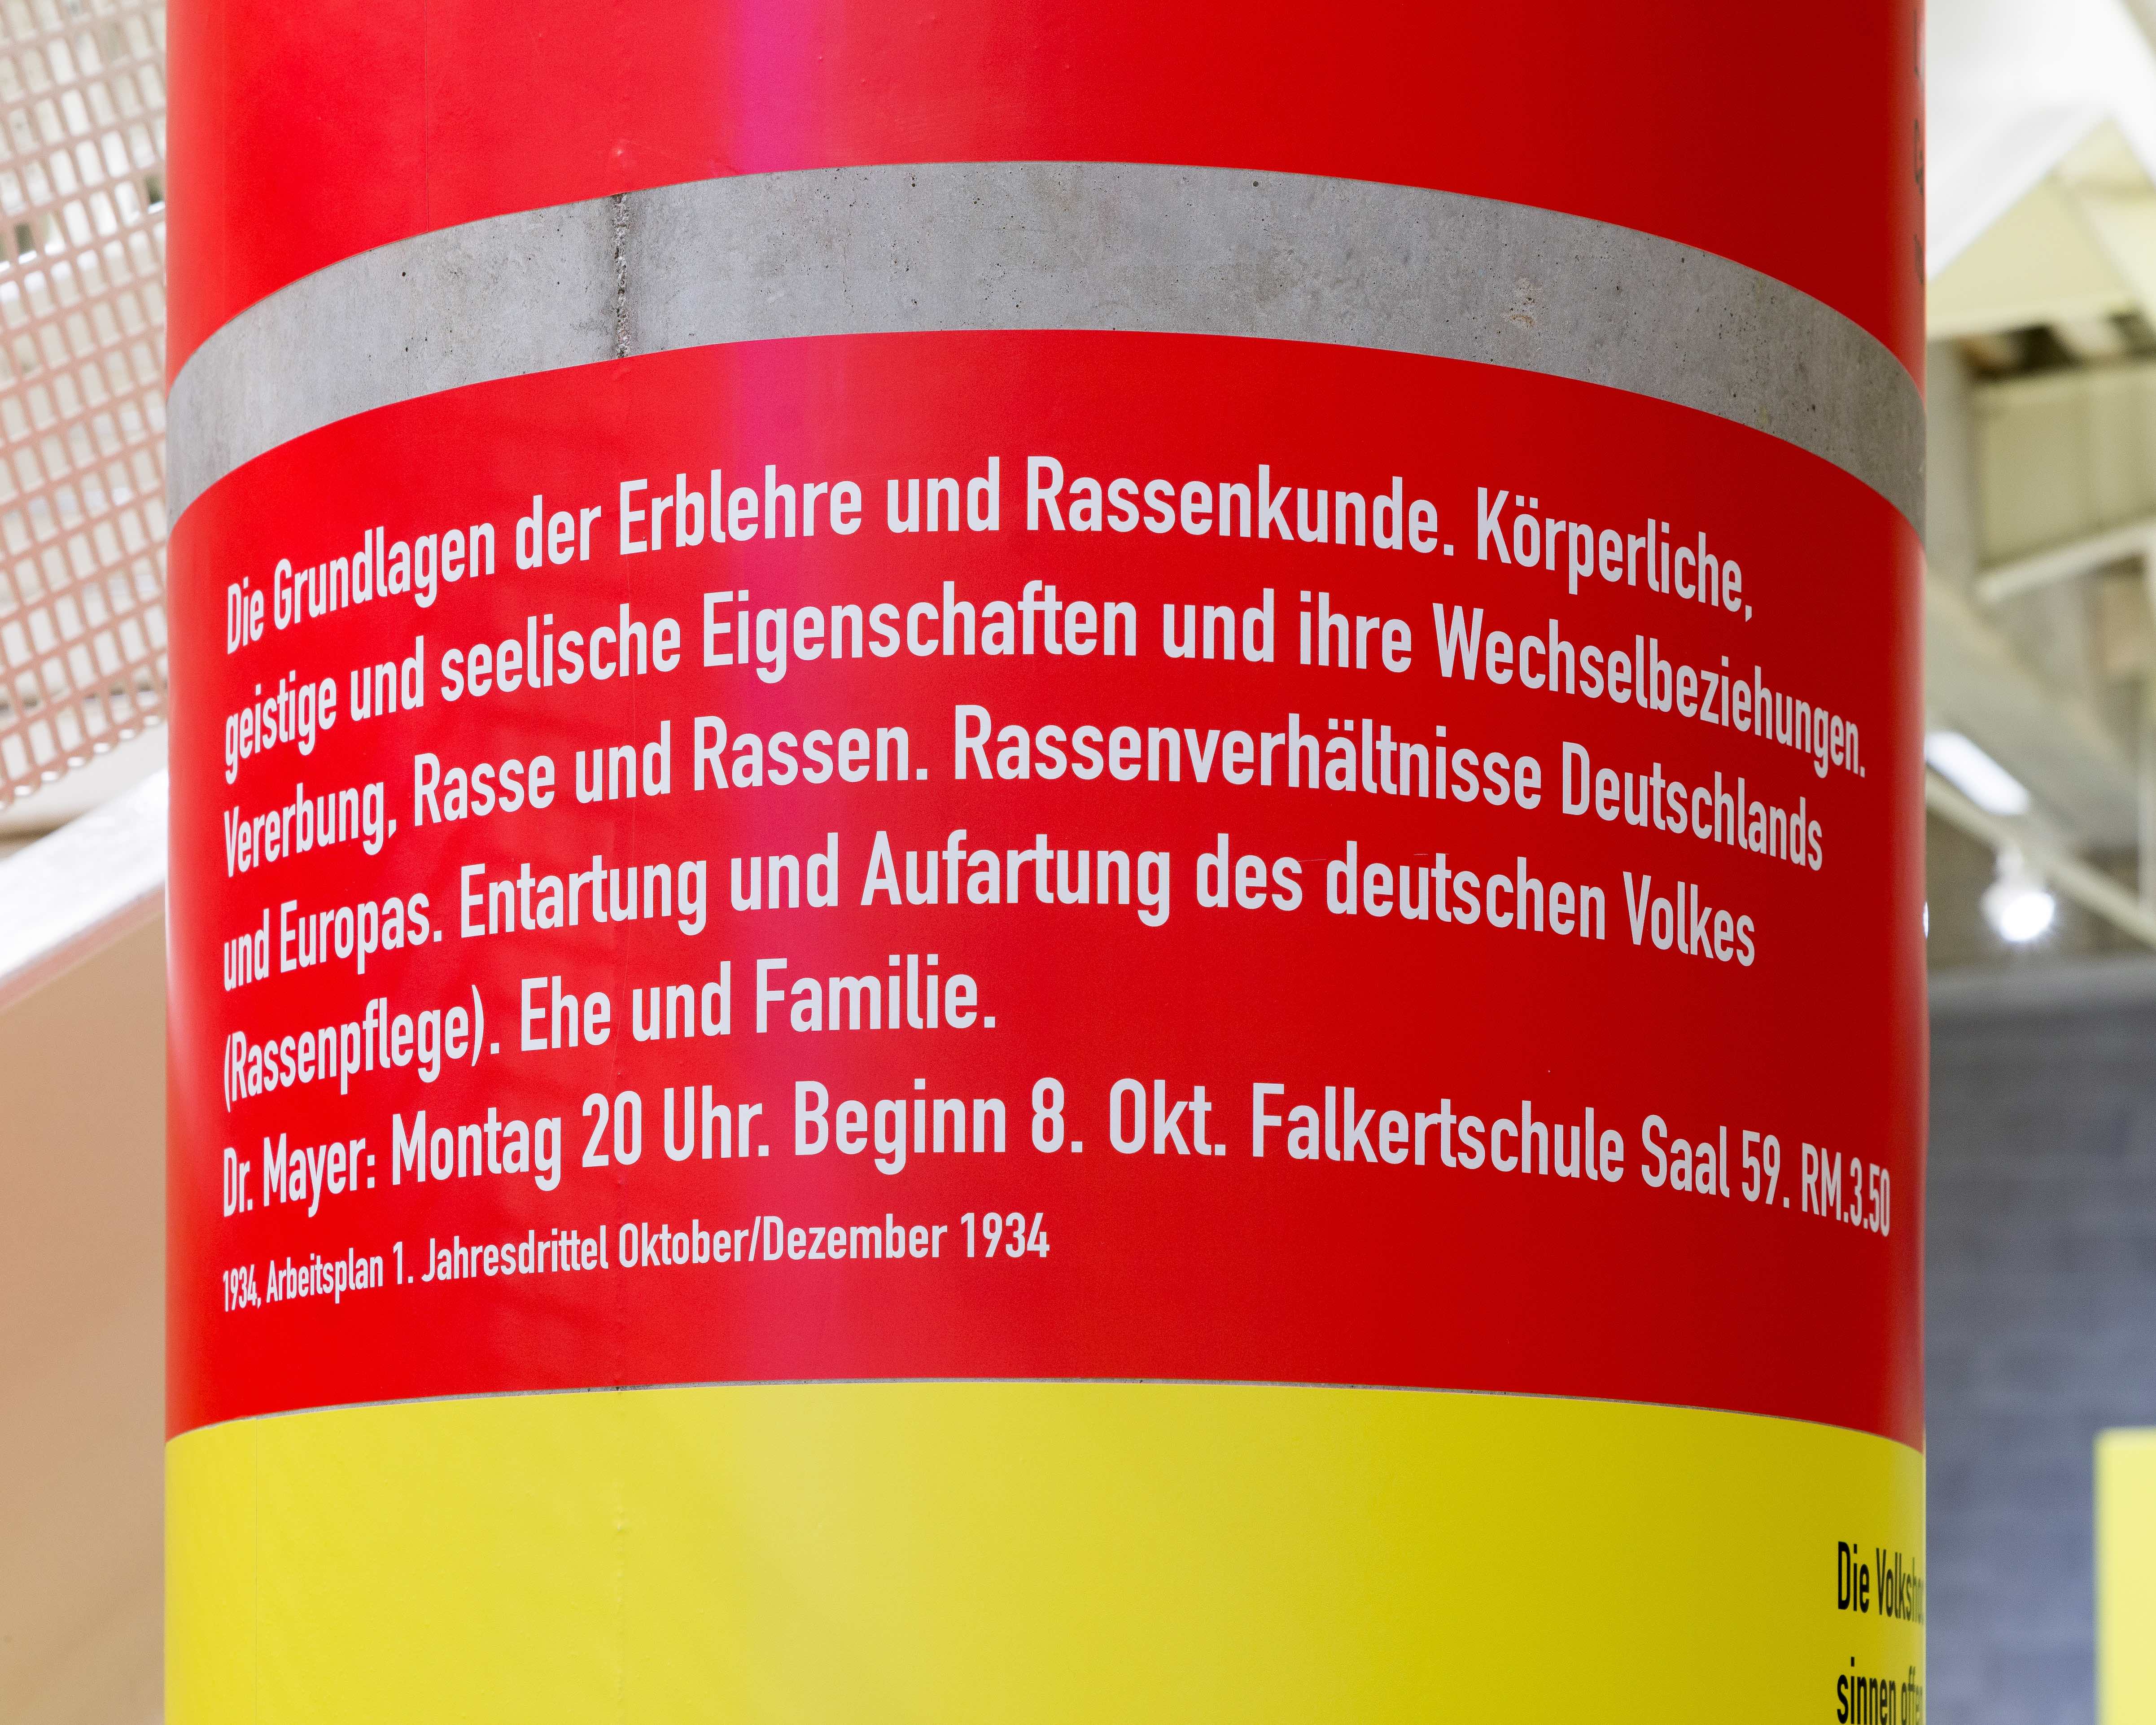 Die Grundlagen der Erblehre und Rassenkunde. Körperliche,
geistige und seelische Eigenschaften und ihre Wechselbeziehungen.
Vererbung, Rasse und Rassen. Rassenverhältnisse Deutschlands
und Europas. Entartung und Aufartung des deutschen Volkes
(Rassenpflege). Ehe und Familie.
Dr. Mayer: Montag 20 Uhr. Beginn 8. Okt. Falkertschule Saal 59. RM.3.50
1934, Arbeitsplan 1. Jahresdrittel Oktober/Dezember 1934
Die
sinnen